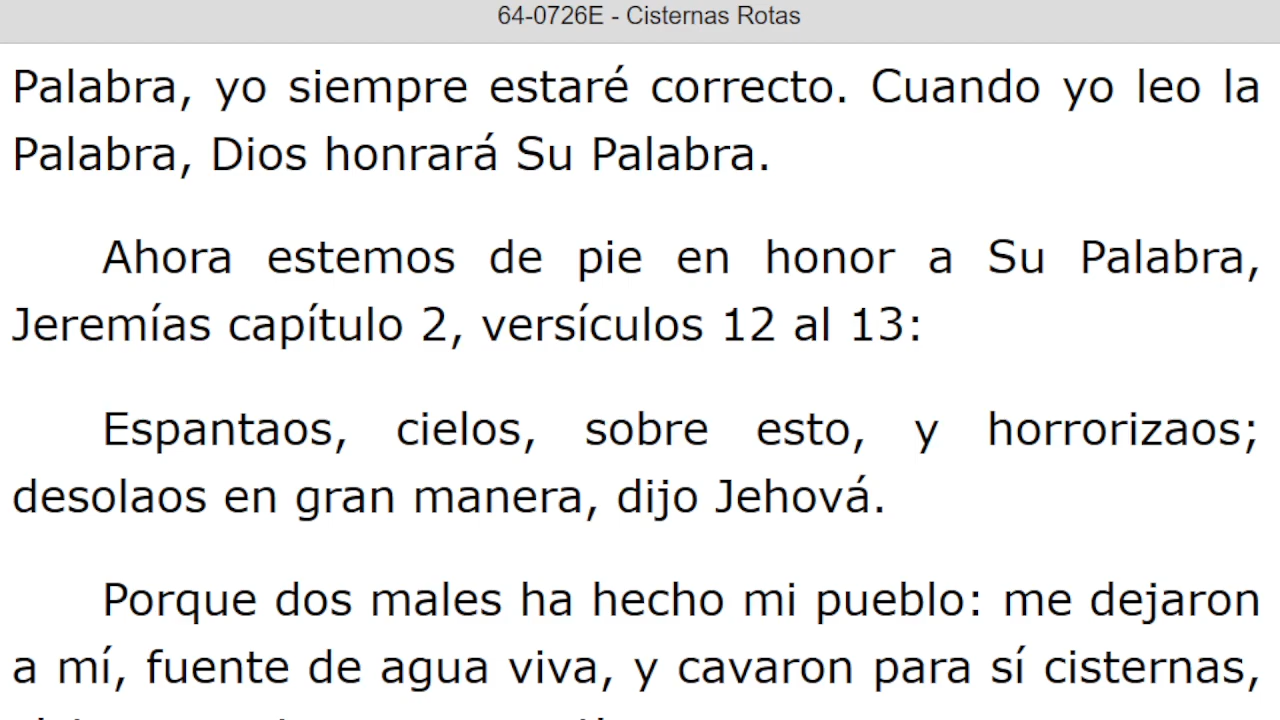 64-0726E - Cisternas Rotas
Palabra, yo siempre estaré correcto. Cuando yo leo la
Palabra, Dios honrará Su Palabra.
Ahora estemos de pie en honor a Su Palabra,
Jeremías capítulo 2, versículos 12 al 13:
Espantaos, cielos, sobre esto, y horrorizaos;
desolaos en gran manera, dijo Jehová.
Porque dos males ha hecho mi pueblo: me dejaron
a mí, fuente de agua viva, y cavaron para sí cisternas,